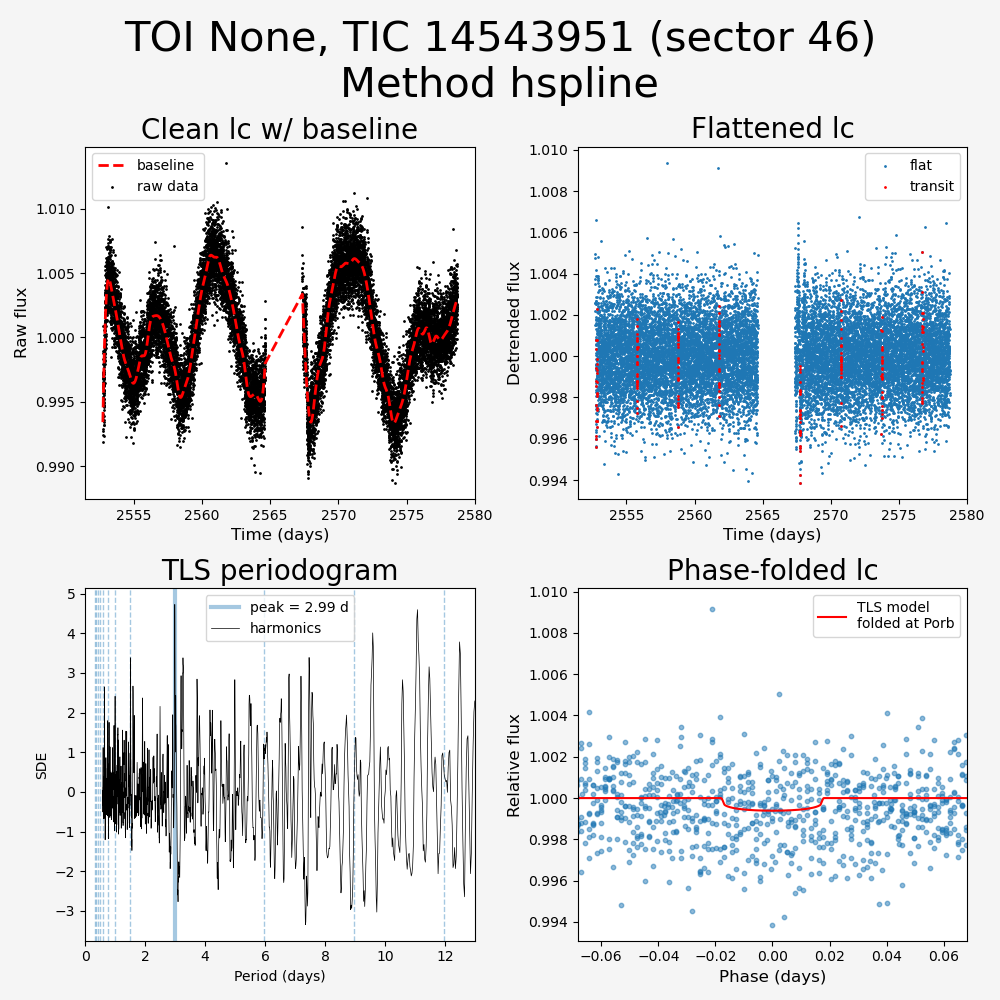 TOI None, TIC 14543951 (sector 46)
Method hspline
Clean lc w/ baseline
baseline
raw data
1.010
1.005
1.000
0.995
0.990
Raw flux
2555 2560 2565 2570 2575 2580
Time (days)
Flattened lc
flat
transit
1.010
1.008
1.006
1.004
1.002
1.000
0.998
0.996
0.994
Detrended flux
2555 2560 2565 2570 2575 2580
Time (days)
TLS periodogram
peak = 2.99 d
harmonics
5
4
3
2
1
0
−1
−2
−3
SDE
0 2 4 6 8 10 12
Period (days)
Phase-folded lc
TLS model
folded at Porb
1.010
1.008
1.006
1.004
1.002
1.000
0.998
0.996
0.994
Relative flux
−0.06 −0.04 −0.02 0.00 0.02 0.04 0.06
Phase (days)